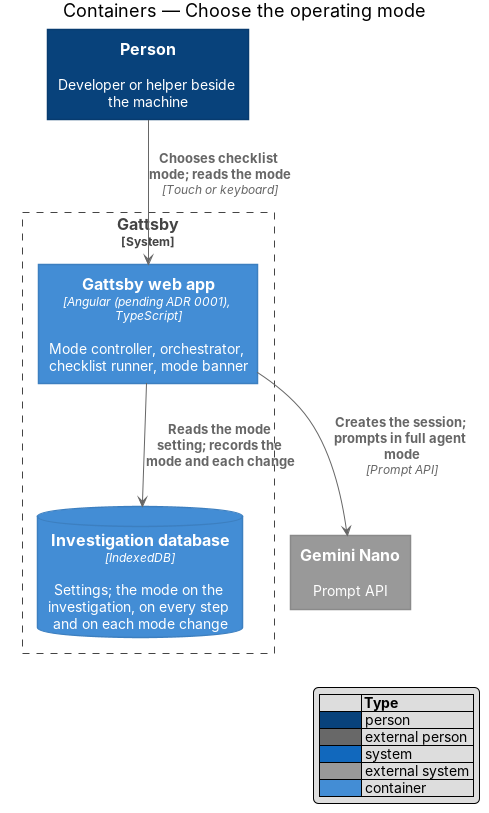 Containers — Choose the operating mode
Person
Developer or helper beside
the machine
Chooses checklist
mode; reads the mode
[Touch or keyboard]
Gattsby
[System]
Gattsby web app
[Angular (pending ADR 0001),
TypeScript]
Mode controller, orchestrator,
checklist runner, mode banner
Reads the mode
setting; records the
mode and each change
Creates the session;
prompts in full agent
mode
[Prompt API]
Investigation database
[IndexedDB]
Settings; the mode on the
investigation, on every step
and on each mode change
Gemini Nano
Prompt API
Type
person
external person
system
external system
container